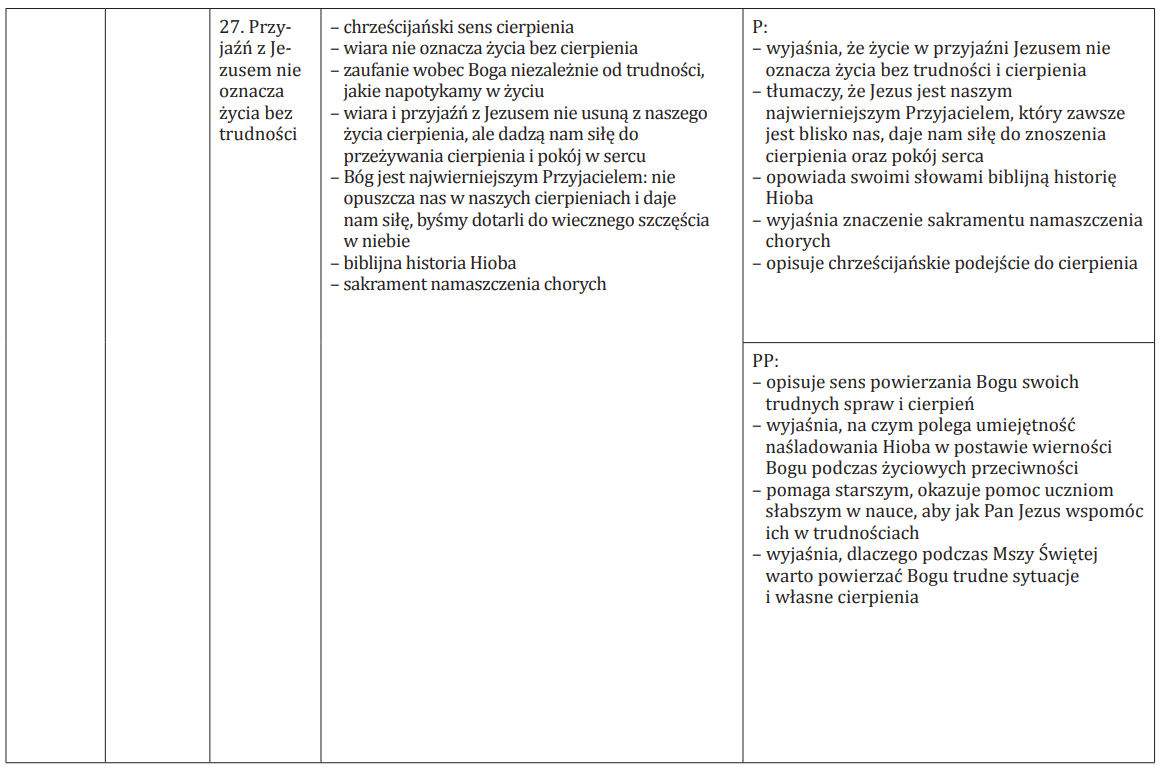 27. Przy-
jaźń z Je-
zusem nie
oznacza
życia bez
trudności
– chrześcijański sens cierpienia
– wiara nie oznacza życia bez cierpienia
– zaufanie wobec Boga niezależnie od trudności,
jakie napotykamy w życiu
– wiara i przyjaźń z Jezusem nie usuną z naszego
życia cierpienia, ale dadzą nam siłę do
przeżywania cierpienia i pokój w sercu
– Bóg jest najwierniejszym Przyjacielem: nie
opuszcza nas w naszych cierpieniach i daje
nam siłę, byśmy dotarli do wiecznego szczęścia
w niebie
– biblijna historia Hioba
– sakrament namaszczenia chorych
P:
– wyjaśnia, że życie w przyjaźni Jezusem nie
oznacza życia bez trudności i cierpienia
– tłumaczy, że Jezus jest naszym
najwierniejszym Przyjacielem, który zawsze
jest blisko nas, daje nam siłę do znoszenia
cierpienia oraz pokój serca
– opowiada swoimi słowami biblijną historię
Hioba
– wyjaśnia znaczenie sakramentu namaszczenia
chorych
– opisuje chrześcijańskie podejście do cierpienia
PP:
– opisuje sens powierzania Bogu swoich
trudnych spraw i cierpień
– wyjaśnia, na czym polega umiejętność
naśladowania Hioba w postawie wierności
Bogu podczas życiowych przeciwności
– pomaga starszym, okazuje pomoc uczniom
słabszym w nauce, aby jak Pan Jezus wspomóc
ich w trudnościach
– wyjaśnia, dlaczego podczas Mszy Świętej
warto powierzać Bogu trudne sytuacje
i własne cierpienia